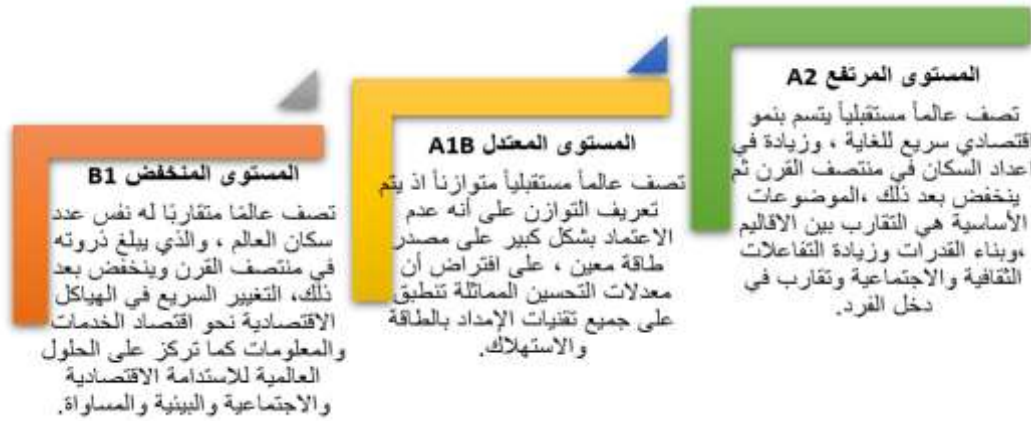 المستوى المرتفع A2
تصف عالماً مستقبلياً يتسم بنمو
اقتصادي سريع للغاية ، وزيادة في
اعداد السكان في منتصف القرن ثم
ينخفض بعد ذلك ،الموضوعات
الأساسية هي التقارب بين الاقاليم
،وبناء القدرات وزيادة التفاعلات
الثقافية والاجتماعية وتقارب في
دخل الفرد.
المستوى المعتدل A1B
تصف عالماً مستقبلياً متوازناً اذ يتم
تعريف التوازن على أنه عدم
الاعتماد بشكل كبير على مصدر
طاقة معين ، على افتراض أن
معدلات التحسين المماثلة تنطبق
على جميع تقنيات الإمداد بالطاقة
والاستهلاك.
المستوى المنخفض B1
تصف عالمًا متقاربًا له نفس عدد
سكان العالم ، والذي يبلغ ذروته
في منتصف القرن وينخفض بعد
ذلك، التغيير السريع في الهياكل
الاقتصادية نحو اقتصاد الخدمات
والمعلومات كما تركز على الحلول
العالمية للاستدامة الاقتصادية
والاجتماعية والبيئية والمساواة.